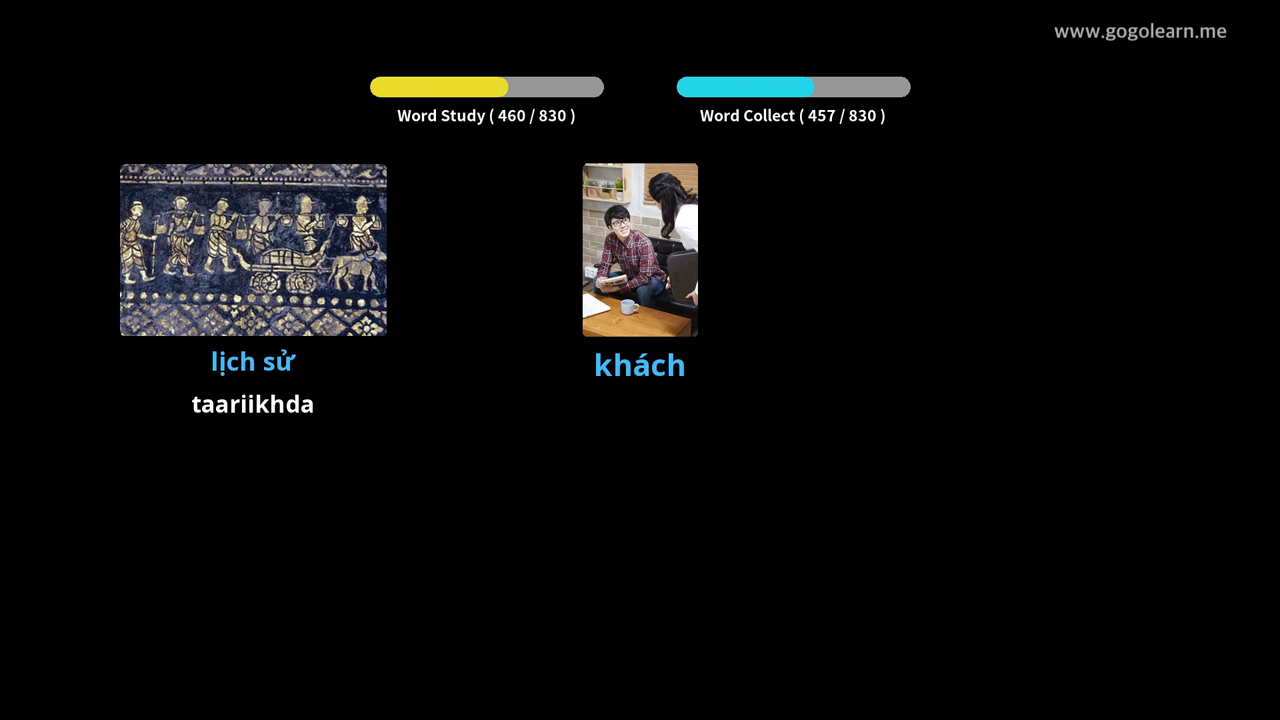 www.gogolearn.me
Word Study ( 460 / 830 )
Word Collect ( 457 / 830 )
lịch sử
taariikhda
khách